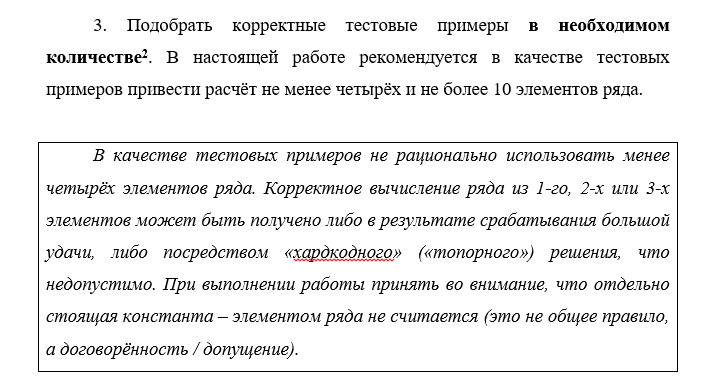 3. Подобрать корректные тестовые примеры в необходимом
количестве². В настоящей работе рекомендуется в качестве тестовых
примеров привести расчёт не менее четырёх и не более 10 элементов ряда.
В качестве тестовых примеров не рационально использовать менее
четырёх элементов ряда. Корректное вычисление ряда из 1-го, 2-х или 3-х
элементов может быть получено либо в результате срабатывания большой
удачи, либо посредством «хардкодного» («топорного») решения, что
недопустимо. При выполнении работы принять во внимание, что отдельно
стоящая константа – элементом ряда не считается (это не общее правило,
а договорённость / допущение).